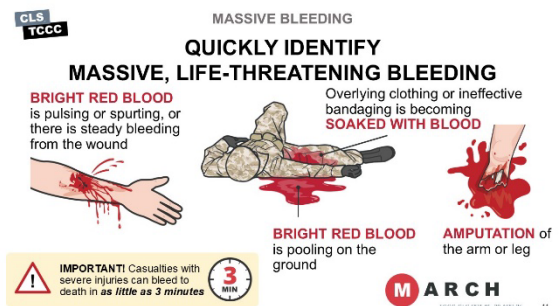 CLS
TCCC
MASSIVE BLEEDING
QUICKLY IDENTIFY
MASSIVE, LIFE-THREATENING BLEEDING
BRIGHT RED BLOOD
is pulsing or spurting, or
there is steady bleeding
from the wound
Overlying clothing or ineffective
bandaging is becoming
SOAKED WITH BLOOD
BRIGHT RED BLOOD
is pooling on the
ground
AMPUTATION of
the arm or leg
IMPORTANT! Casualties with
severe injuries can bleed to
death in as little as 3 minutes
3
MIN
MARCH